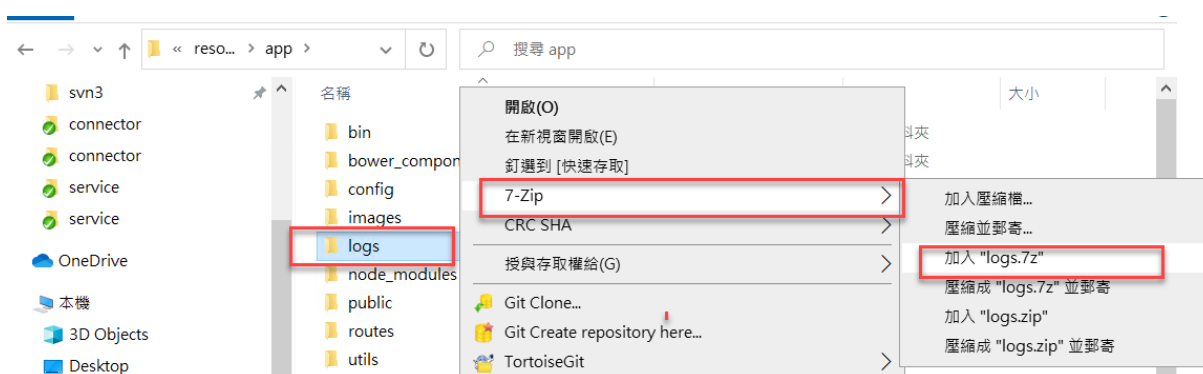 « reso... > app >
搜尋 app
svn3
connector
connector
service
service
OneDrive
本機
3D Objects
Desktop
名稱
大小
bin
bower_compon
config
images
logs
node_modules
public
routes
utils
開啟(O)
在新視窗開啟(E)
釘選到 [快速存取]
7-Zip
CRC SHA
授與存取權給(G)
Git Clone...
Git Create repository here...
TortoiseGit
料夾
料夾
加入壓縮檔...
壓縮並郵寄...
加入 "logs.7z"
壓縮成 "logs.7z" 並郵寄
加入 "logs.zip"
壓縮成 "logs.zip" 並郵寄